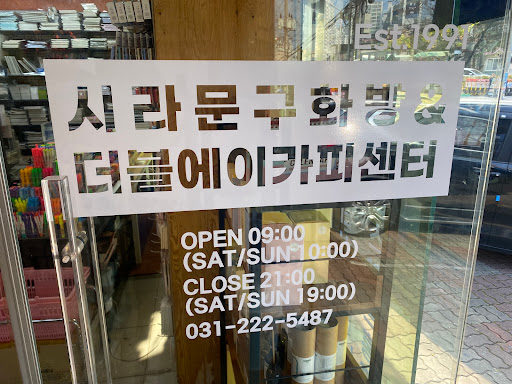 Est.1991
시라문구화방&
더블에이카피센터
OPEN 09:00
(SAT/SUN 10:00)
CLOSE 21:00
(SAT/SUN 19:00)
031-222-5487